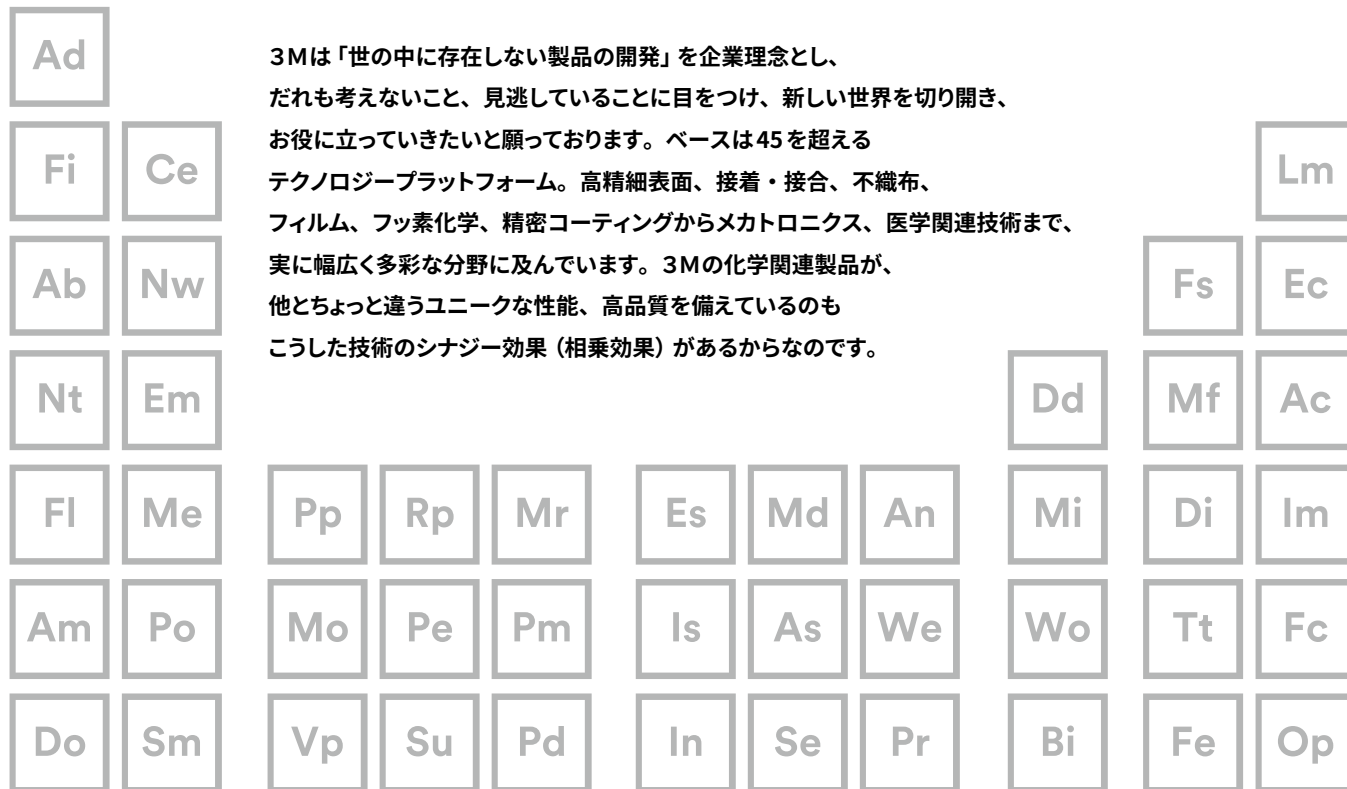 Ad
3Mは「世の中に存在しない製品の開発」を企業理念とし、
だれも考えないこと、見逃していることに目をつけ、新しい世界を切り開き、
お役に立っていきたいと願っております。ベースは45を超える
テクノロジープラットフォーム。高精細表面、接着・接合、不織布、
フィルム、フッ素化学、精密コーティングからメカトロニクス、医学関連技術まで、
実に幅広く多彩な分野に及んでいます。3Mの化学関連製品が、
他とちょっと違うユニークな性能、高品質を備えているのも
こうした技術のシナジー効果（相乗効果）があるからなのです。
Fi Ce Lm
Ab Nw Fs Ec
Nt Em Dd Mf Ac
Fl Me Pp Rp Mr Es Md An Mi Di Im
Am Po Mo Pe Pm Is As We Wo Tt Fc
Do Sm Vp Su Pd In Se Pr Bi Fe Op